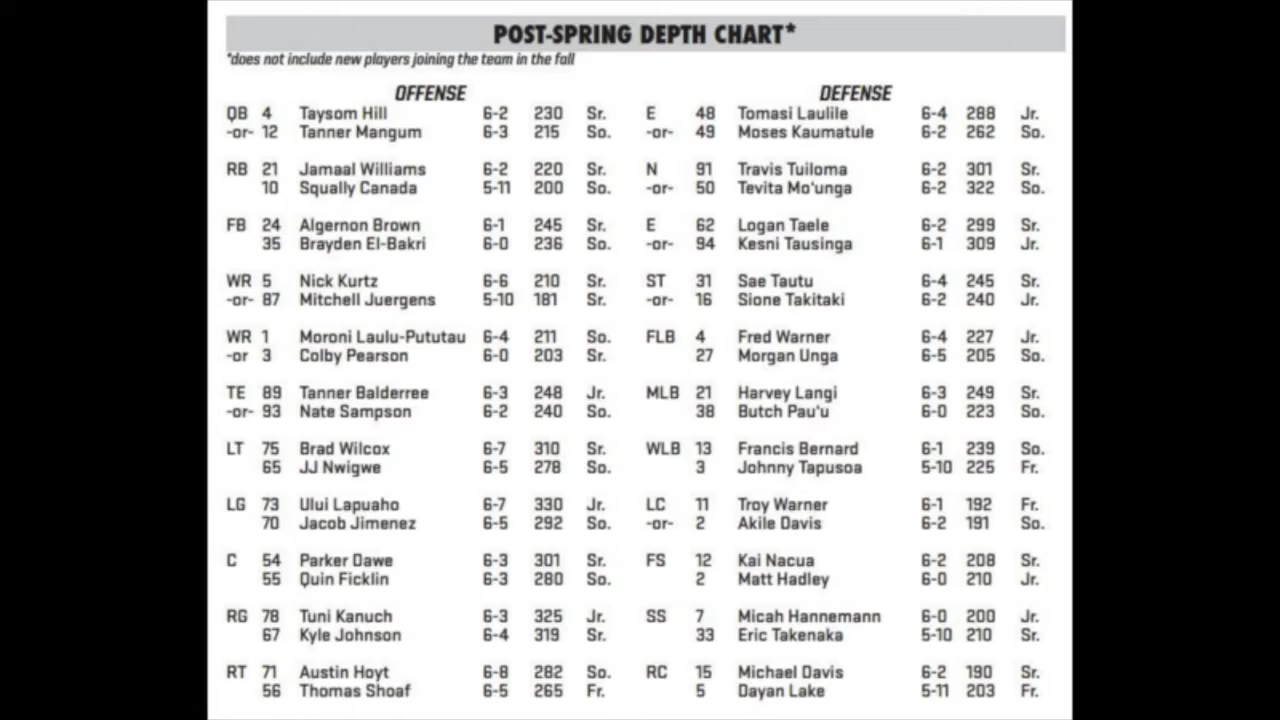 POST-SPRING DEPTH CHART*
*does not include new players joining the team in the fall
OFFENSE
QB 4 Taysom Hill 6-2 230 Sr.
-or- 12 Tanner Mangum 6-3 215 So.
RB 21 Jamaal Williams 6-2 220 Sr.
10 Squally Canada 5-11 200 So.
FB 24 Algernon Brown 6-1 245 Sr.
35 Brayden El-Bakri 6-0 236 So.
WR 5 Nick Kurtz 6-6 210 Sr.
-or- 87 Mitchell Juergens 5-10 181 Sr.
WR 1 Moroni Laulu-Pututau 6-4 211 So.
-or 3 Colby Pearson 6-0 203 Sr.
TE 89 Tanner Balderree 6-3 248 Jr.
-or- 93 Nate Sampson 6-2 240 So.
LT 75 Brad Wilcox 6-7 310 Sr.
65 JJ Nwigwe 6-5 278 So.
LG 73 Ului Lapuaho 6-7 330 Jr.
70 Jacob Jimenez 6-5 292 So.
C 54 Parker Dawe 6-3 301 Sr.
55 Quin Ficklin 6-3 280 So.
RG 78 Tuni Kanuch 6-3 325 Jr.
67 Kyle Johnson 6-4 319 Sr.
RT 71 Austin Hoyt 6-8 282 So.
56 Thomas Shoaf 6-5 265 Fr.
DEFENSE
E 48 Tomasi Laulile 6-4 288 Jr.
-or- 49 Moses Kaumatule 6-2 262 So.
N 91 Travis Tuiloma 6-2 301 Sr.
-or- 50 Tevita Mo'unga 6-2 322 So.
E 62 Logan Taele 6-2 299 Sr.
-or- 94 Kesni Tausinga 6-1 309 Jr.
ST 31 Sae Tautu 6-4 245 Sr.
-or- 16 Sione Takitaki 6-2 240 Jr.
FLB 4 Fred Warner 6-4 227 Jr.
27 Morgan Unga 6-5 205 So.
MLB 21 Harvey Langi 6-3 249 Sr.
38 Butch Pau'u 6-0 223 So.
WLB 13 Francis Bernard 6-1 239 So.
3 Johnny Tapusoa 5-10 225 Fr.
LC 11 Troy Warner 6-1 192 Fr.
-or- 2 Akile Davis 6-2 191 So.
FS 12 Kai Nacua 6-2 208 Sr.
2 Matt Hadley 6-0 210 Jr.
SS 7 Micah Hannemann 6-0 200 Jr.
33 Eric Takenaka 5-10 210 Sr.
RC 15 Michael Davis 6-2 190 Sr.
5 Dayan Lake 5-11 203 Fr.